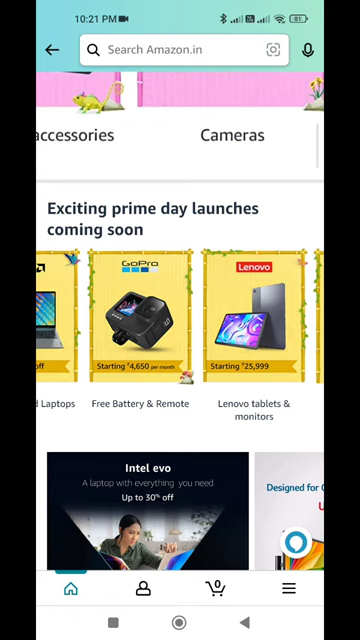 10:21 PM
Search Amazon.in
accessories
Cameras
Exciting prime day launches
coming soon
GoPro
Lenovo
off
Starting ₹4,650 per month
Starting ₹25,999
d Laptops
Free Battery & Remote
Lenovo tablets &
monitors
Intel evo
A laptop with everything you need
Up to 30% off
Designed for
0